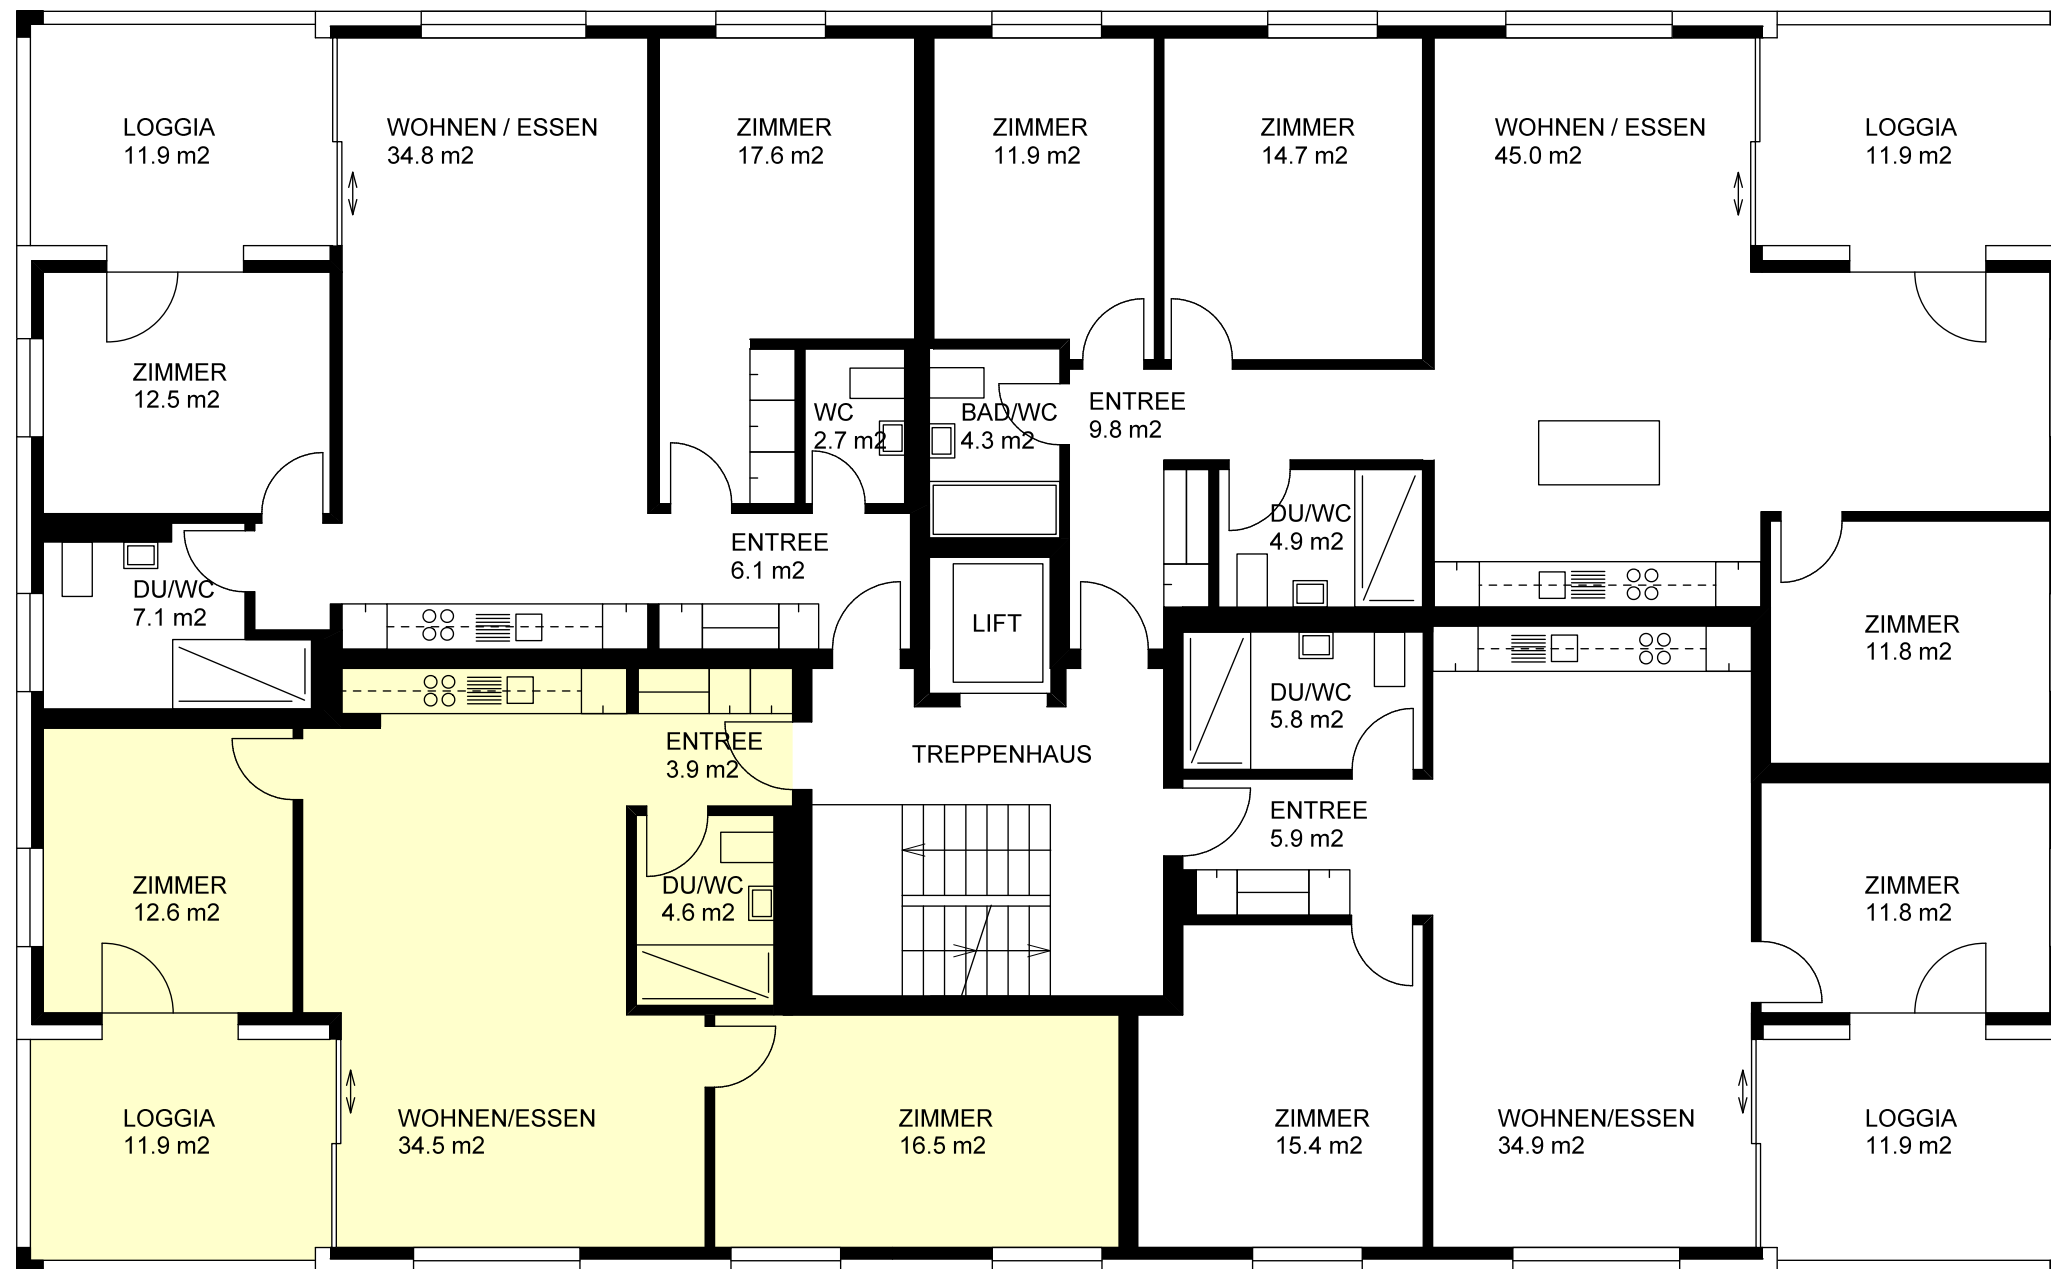 LOGGIA
11.9 m2
WOHNEN / ESSEN
34.8 m2
ZIMMER
17.6 m2
ZIMMER
11.9 m2
ZIMMER
14.7 m2
WOHNEN / ESSEN
45.0 m2
LOGGIA
11.9 m2
ZIMMER
12.5 m2
WC
2.7 m2
BAD/WC
4.3 m2
ENTREE
9.8 m2
DU/WC
4.9 m2
ENTREE
6.1 m2
DU/WC
7.1 m2
LIFT
ZIMMER
11.8 m2
DU/WC
5.8 m2
ENTREE
3.9 m2
TREPPENHAUS
ENTREE
5.9 m2
ZIMMER
12.6 m2
DU/WC
4.6 m2
ZIMMER
11.8 m2
LOGGIA
11.9 m2
WOHNEN/ESSEN
34.5 m2
ZIMMER
16.5 m2
ZIMMER
15.4 m2
WOHNEN/ESSEN
34.9 m2
LOGGIA
11.9 m2